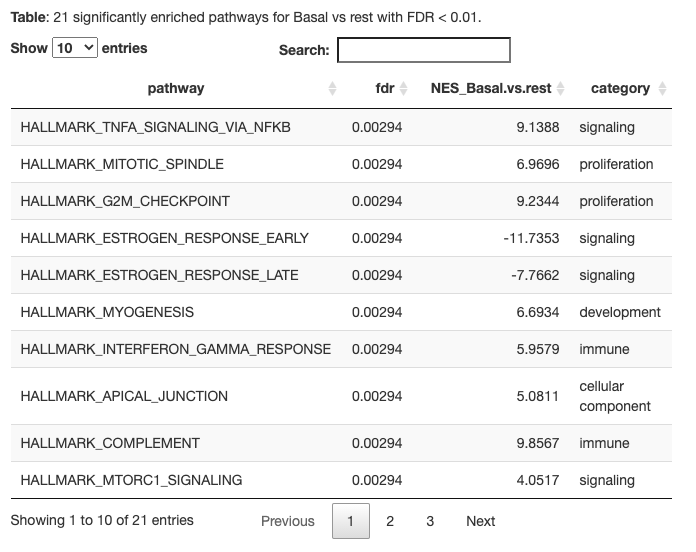 Table: 21 significantly enriched pathways for Basal vs rest with FDR < 0.01.
Show 10 entries Search:
pathway fdr NES_Basal.vs.rest category
HALLMARK_TNFA_SIGNALING_VIA_NFKB 0.00294 9.1388 signaling
HALLMARK_MITOTIC_SPINDLE 0.00294 6.9696 proliferation
HALLMARK_G2M_CHECKPOINT 0.00294 9.2344 proliferation
HALLMARK_ESTROGEN_RESPONSE_EARLY 0.00294 -11.7353 signaling
HALLMARK_ESTROGEN_RESPONSE_LATE 0.00294 -7.7662 signaling
HALLMARK_MYOGENESIS 0.00294 6.6934 development
HALLMARK_INTERFERON_GAMMA_RESPONSE 0.00294 5.9579 immune
HALLMARK_APICAL_JUNCTION 0.00294 5.0811 cellular
component
HALLMARK_COMPLEMENT 0.00294 9.8567 immune
HALLMARK_MTORC1_SIGNALING 0.00294 4.0517 signaling
Showing 1 to 10 of 21 entries Previous 1 2 3 Next